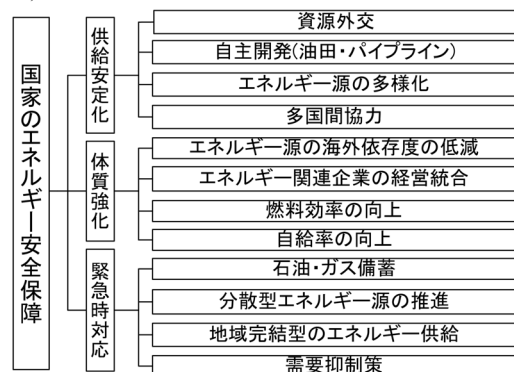 国家のエネルギー安全保障
供給安定化
資源外交
自主開発(油田・パイプライン)
エネルギー源の多様化
多国間協力
体質強化
エネルギー源の海外依存度の低減
エネルギー関連企業の経営統合
燃料効率の向上
自給率の向上
緊急時対応
石油・ガス備蓄
分散型エネルギー源の推進
地域完結型のエネルギー供給
需要抑制策